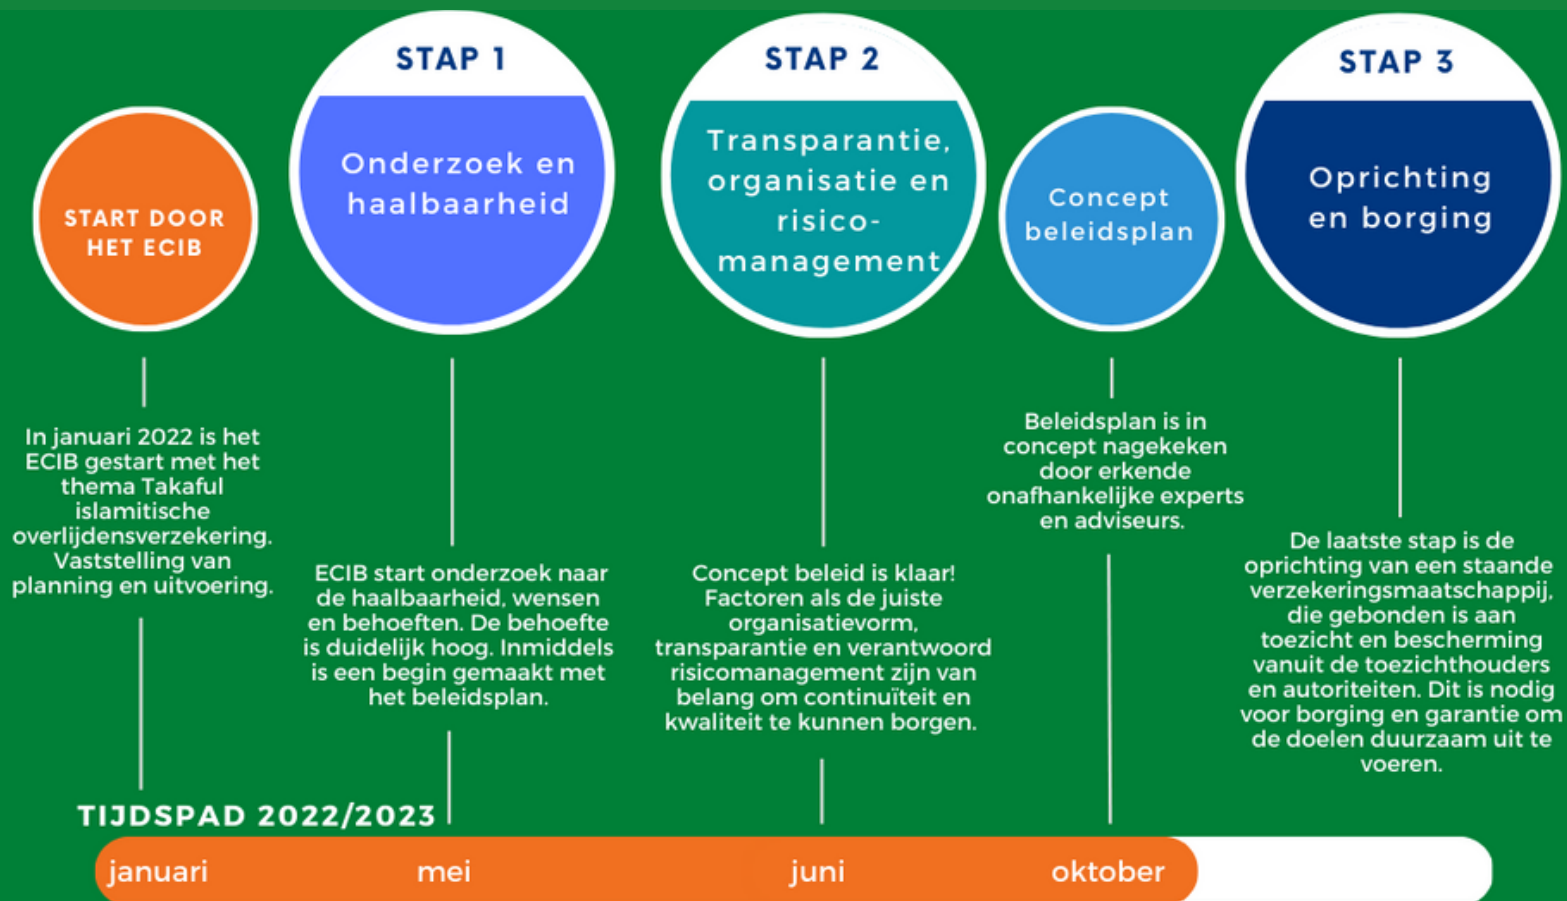 START DOOR
HET ECIB
In januari 2022 is het
ECIB gestart met het
thema Takaful
islamitische
overlijdensverzekering.
Vaststelling van
planning en uitvoering.
STAP 1
Onderzoek en
haalbaarheid
ECIB start onderzoek naar
de haalbaarheid, wensen
en behoeften. De behoefte
is duidelijk hoog. Inmiddels
is een begin gemaakt met
het beleidsplan.
STAP 2
Transparantie,
organisatie en
risico-
management
Concept beleid is klaar!
Factoren als de juiste
organisatievorm,
transparantie en verantwoord
risicomanagement zijn van
belang om continuïteit en
kwaliteit te kunnen borgen.
Concept
beleidsplan
Beleidsplan is in
concept nagekeken
door erkende
onafhankelijke experts
en adviseurs.
STAP 3
Oprichting
en borging
De laatste stap is de
oprichting van een staande
verzekeringsmaatschappij,
die gebonden is aan
toezicht en bescherming
vanuit de toezichthouders
en autoriteiten. Dit is nodig
voor borging en garantie om
de doelen duurzaam uit te
voeren.
TIJDSPAD 2022/2023
januari mei juni oktober